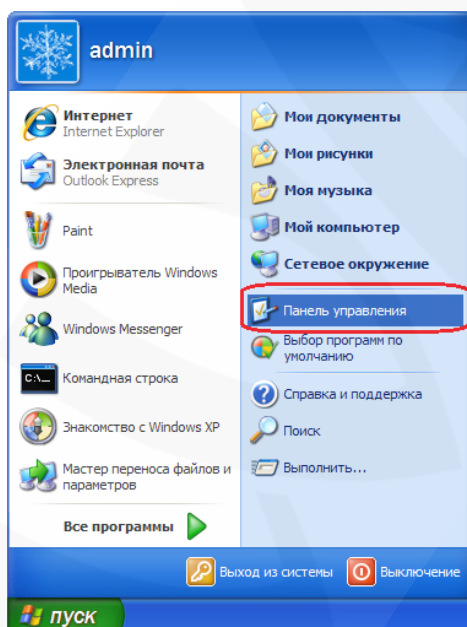 admin
Интернет
Internet Explorer
Электронная почта
Outlook Express
Paint
Проигрыватель Windows
Media
Windows Messenger
C:\_
Командная строка
Знакомство с Windows XP
Мастер переноса файлов и
параметров
Все программы
Мои документы
Мои рисунки
Моя музыка
Мой компьютер
Сетевое окружение
Панель управления
Выбор программ по
умолчанию
Справка и поддержка
Поиск
Выполнить...
Выход из системы
Выключение
пуск